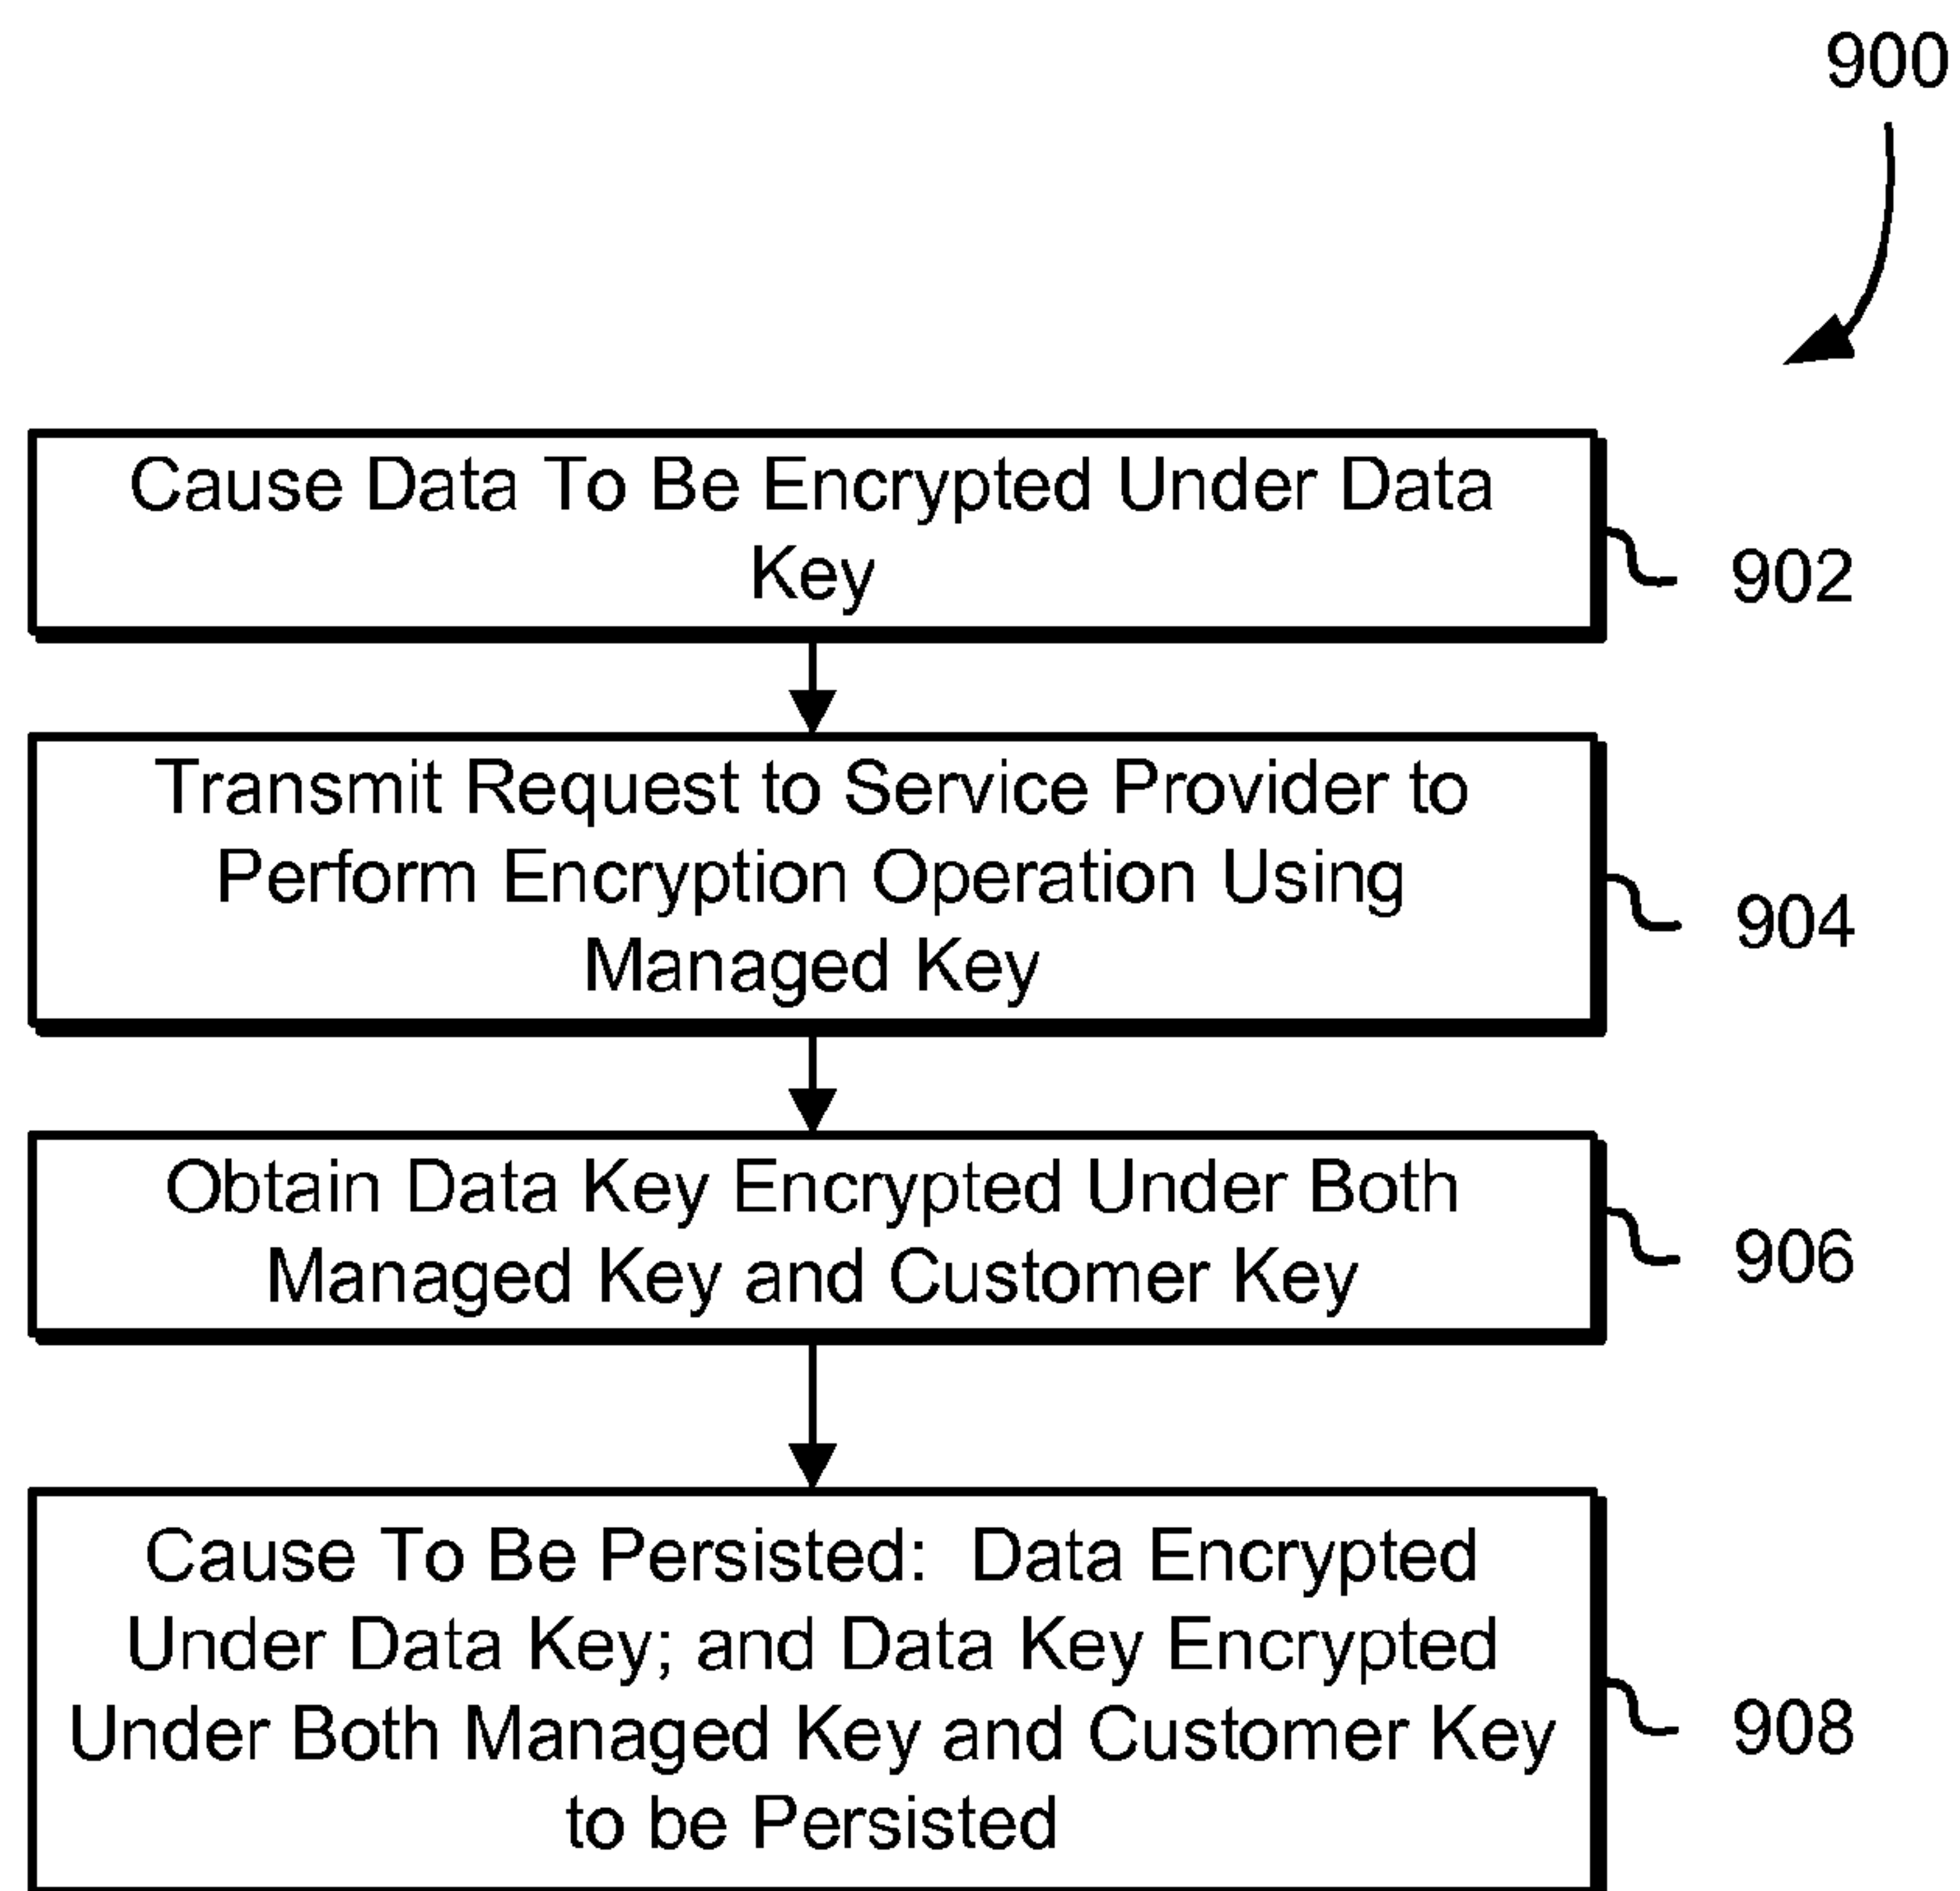 900
Cause Data To Be Encrypted Under Data
Key
902
Transmit Request to Service Provider to
Perform Encryption Operation Using
Managed Key
904
Obtain Data Key Encrypted Under Both
Managed Key and Customer Key
906
Cause To Be Persisted: Data Encrypted
Under Data Key; and Data Key Encrypted
Under Both Managed Key and Customer Key
to be Persisted
908